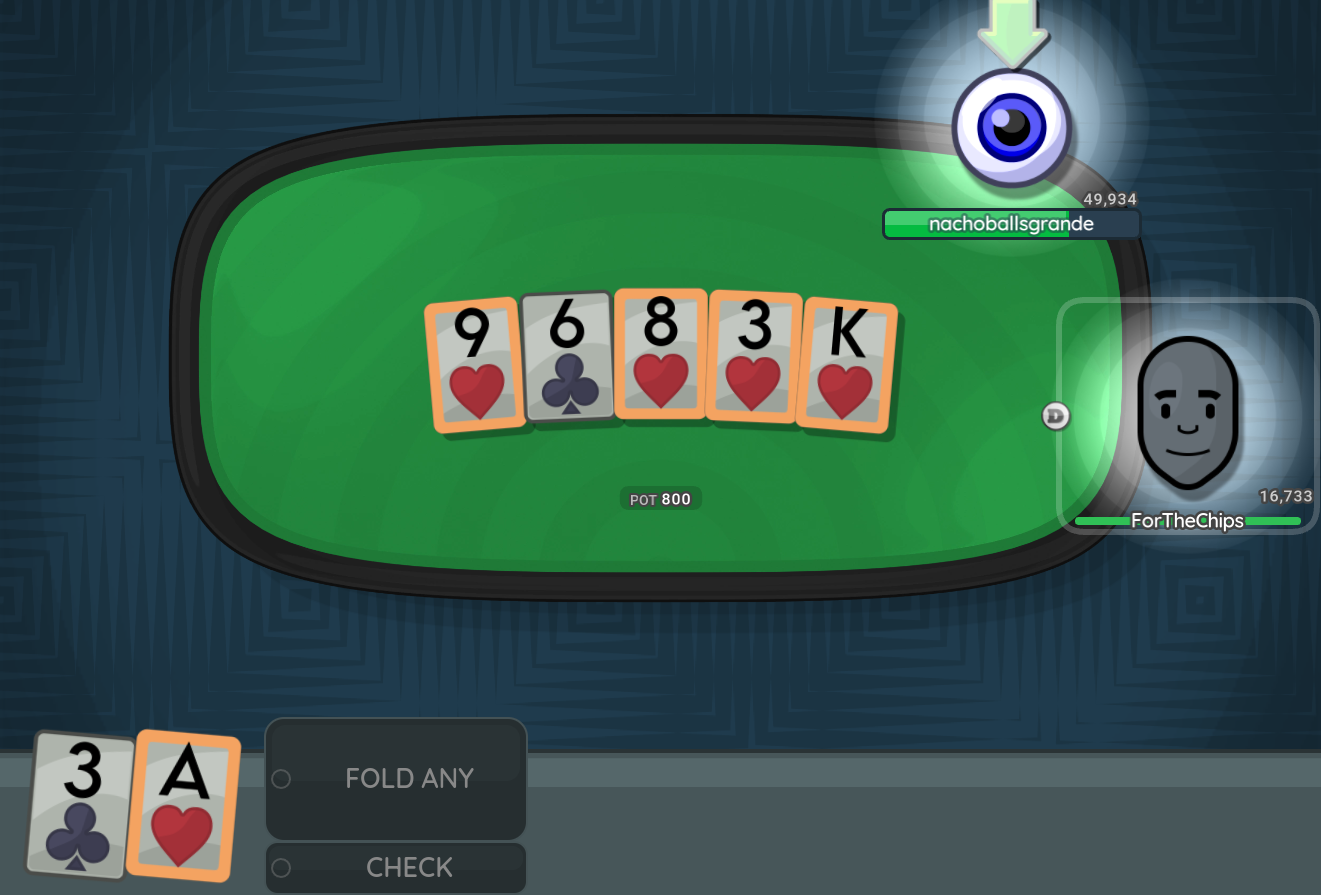 49,934
nachoballsgrande
9 6 8 3 K
D
POT 800
16,733
ForTheChips
3 A
FOLD ANY
CHECK